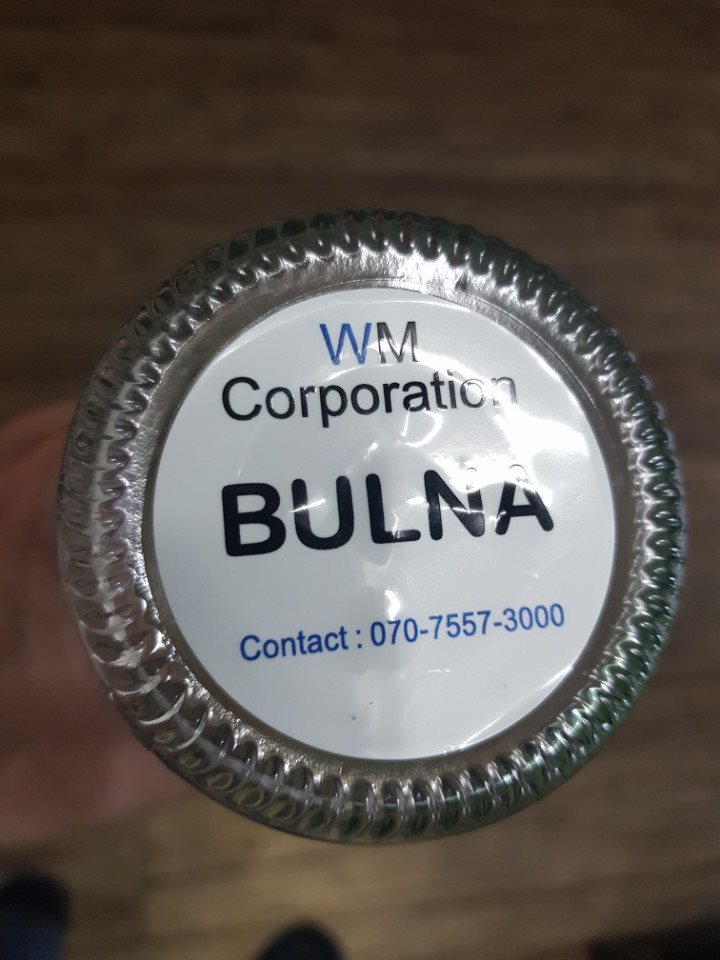 WM
Corporation
BULNA
Contact : 070-7557-3000